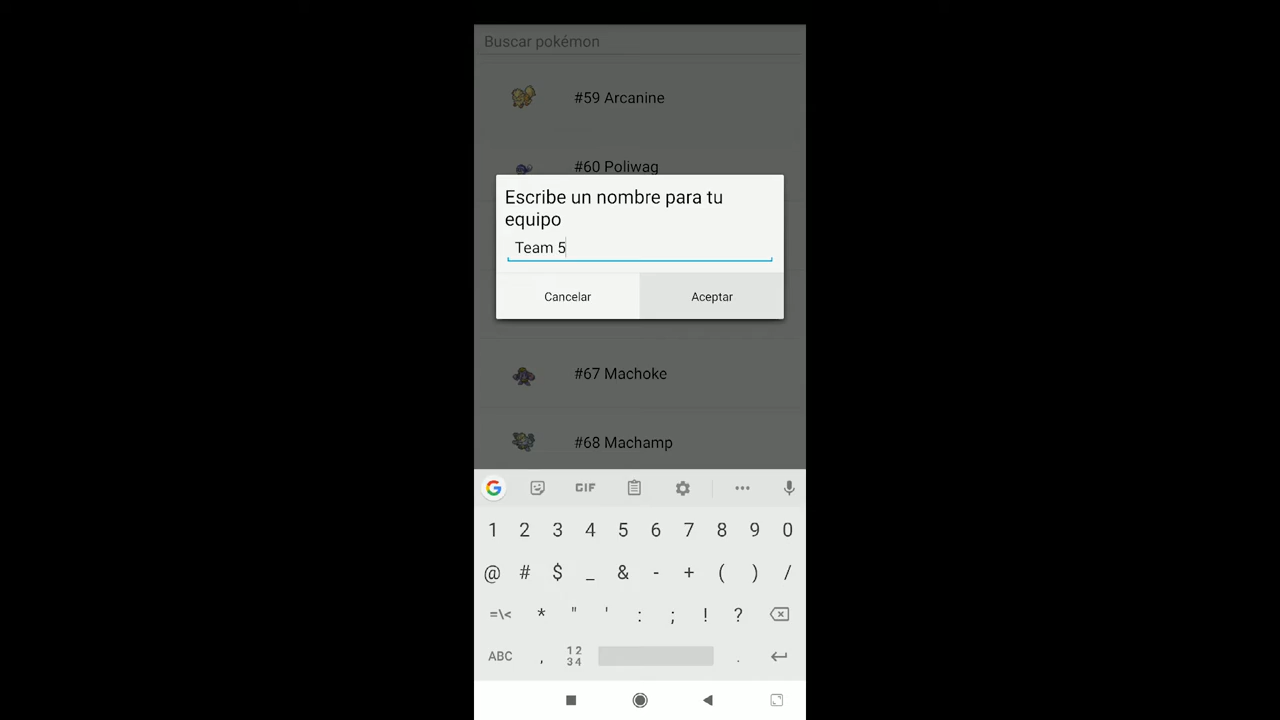 Buscar pokémon
#59 Arcanine
#60 Poliwag
Escribe un nombre para tu
equipo
Team 5
Cancelar Aceptar
#67 Machoke
#68 Machamp
G GIF ...
1 2 3 4 5 6 7 8 9 0
@ # $ _ & - + ( ) /
=\< * " ' : ; ! ?
ABC , 12 34 .